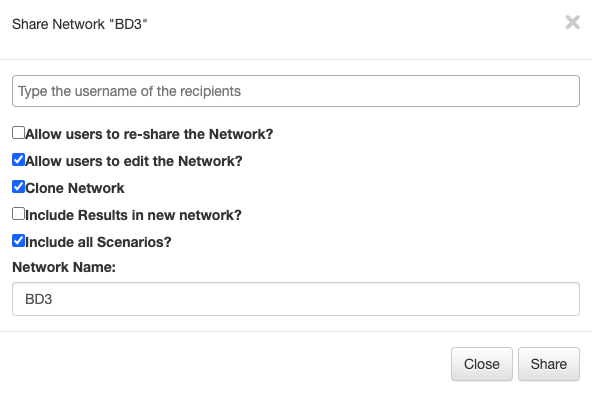 Share Network "BD3"
Type the username of the recipients
Allow users to re-share the Network?
Allow users to edit the Network?
Clone Network
Include Results in new network?
Include all Scenarios?
Network Name:
BD3
Close Share